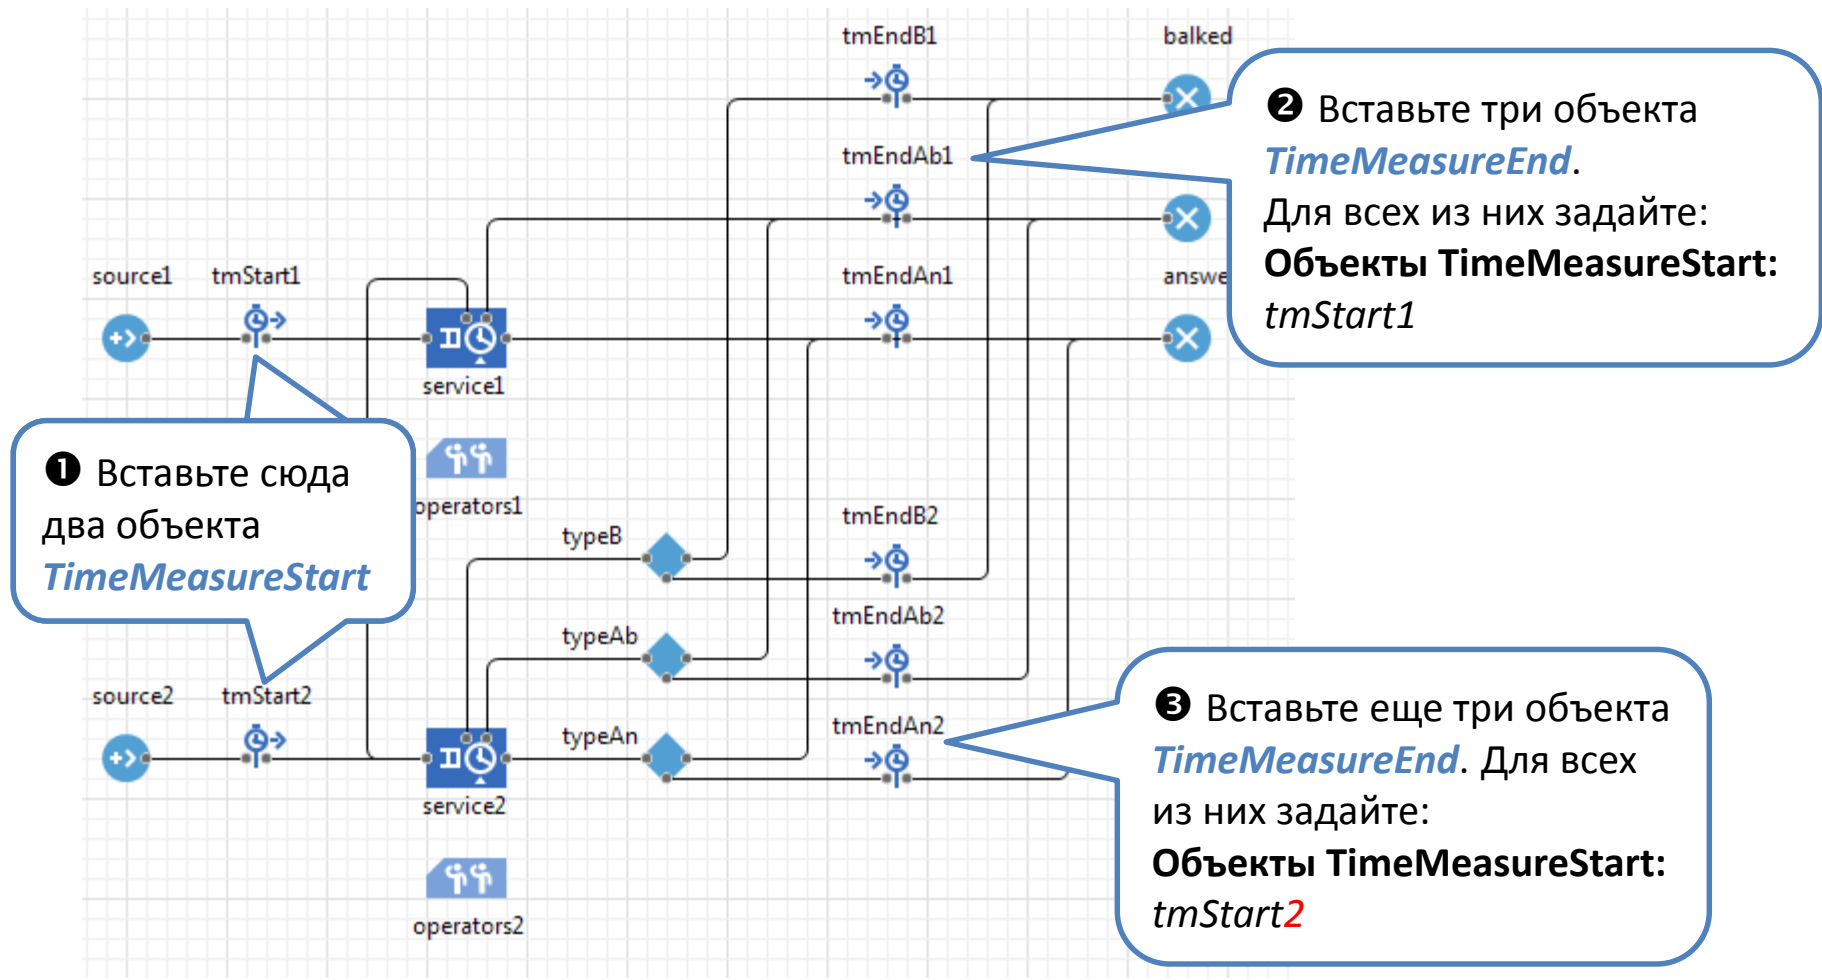 tmEndB1
balked
❷ Вставьте три объекта
TimeMeasureEnd.
Для всех из них задайте:
Объекты TimeMeasureStart:
tmStart1
tmEndAb1
source1
tmStart1
tmEndAn1
answe
service1
❶ Вставьте сюда
два объекта
TimeMeasureStart
operators1
typeB
tmEndB2
typeAb
tmEndAb2
source2
tmStart2
typeAn
tmEndAn2
❸ Вставьте еще три объекта
TimeMeasureEnd. Для всех
из них задайте:
Объекты TimeMeasureStart:
tmStart2
service2
operators2